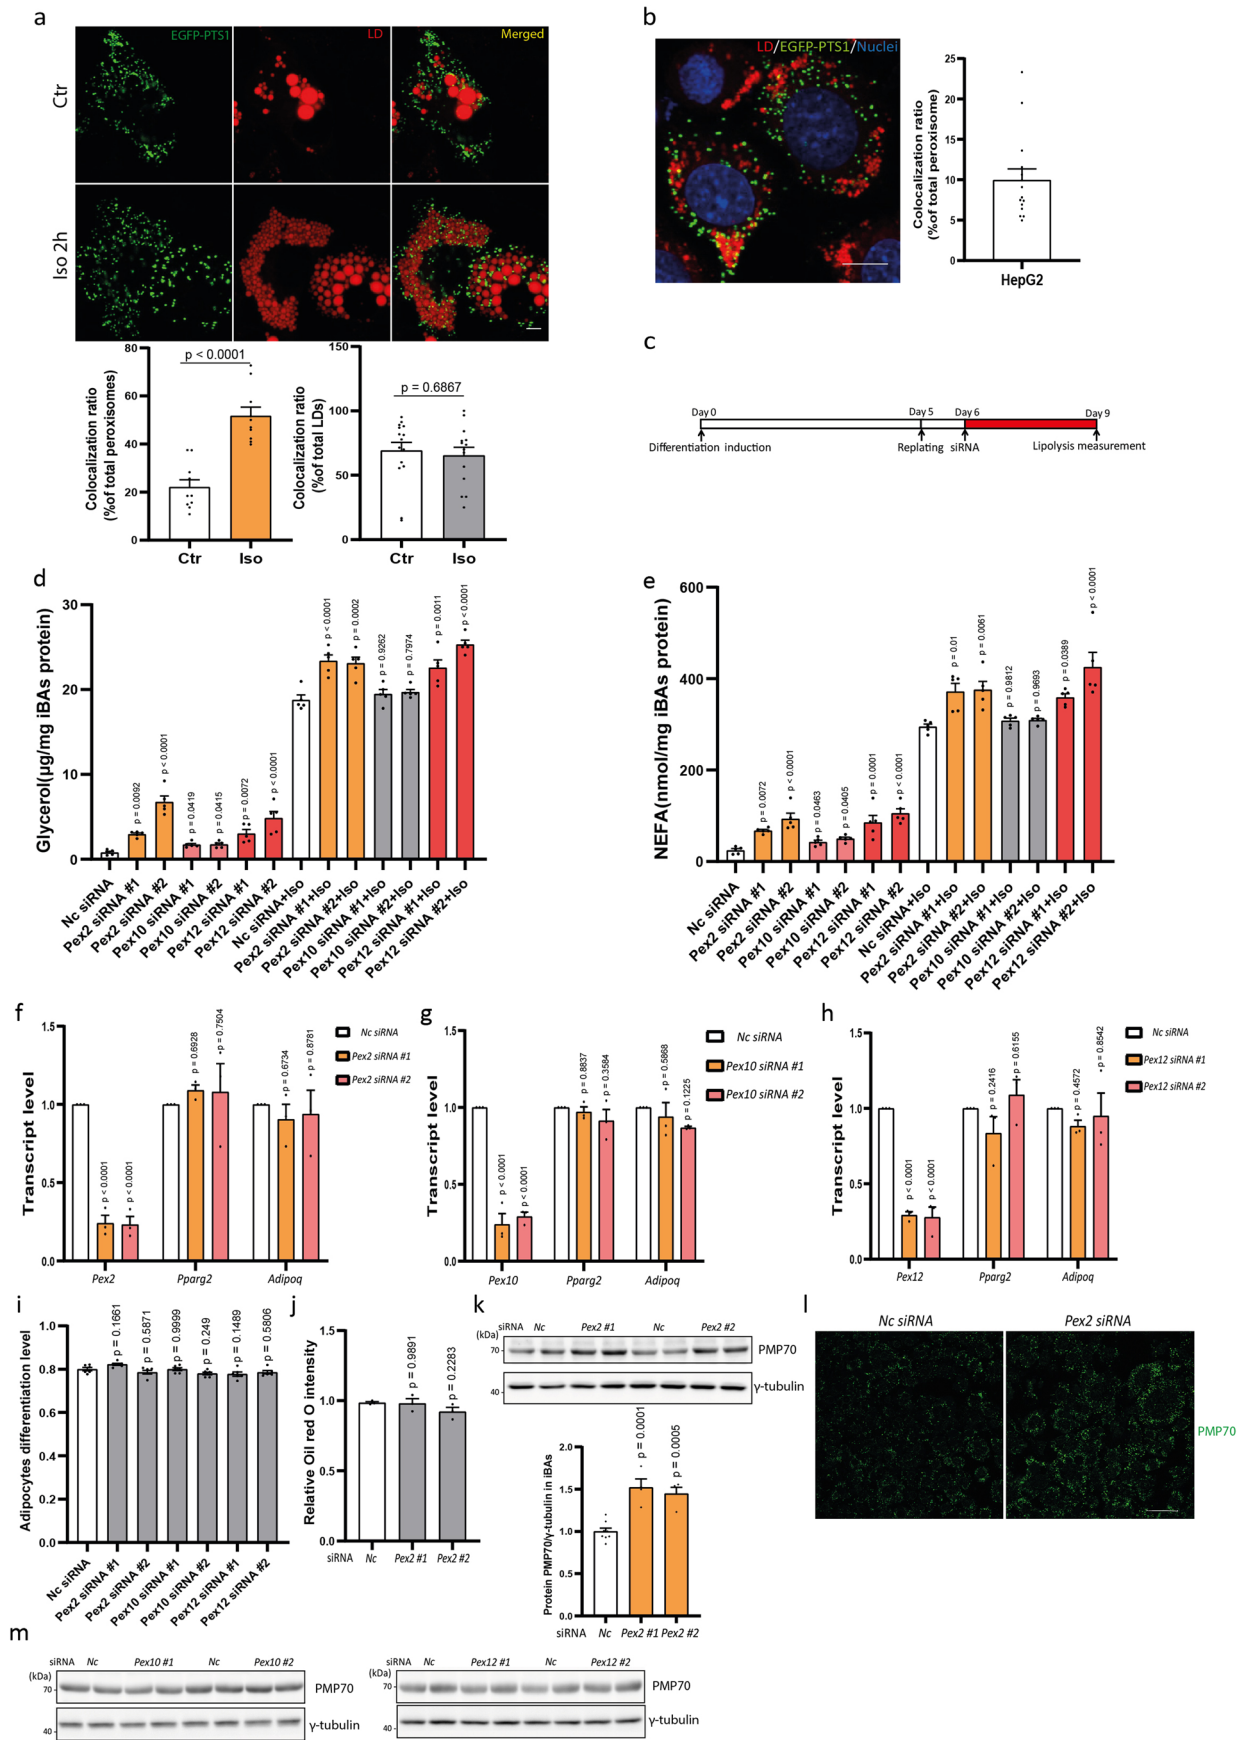 a
EGFP-PTS1
LD
Merged
Ctr
Iso 2h
80
60
40
20
0
Colocalization ratio
(%of total peroxisomes)
p < 0.0001
Ctr
Iso
150
100
50
0
Colocalization ratio
(%of total LDs)
p = 0.6867
Ctr
Iso
b
LD/EGFP-PTS1/Nuclei
25
20
15
10
5
0
Colocalization ratio
(%of total peroxisome)
HepG2
c
Day 0
Day 5
Day 6
Day 9
Differentiation induction
Replating
siRNA
Lipolysis measurement
d
Glycerol(μg/mg iBAs protein)
30
20
10
0
p = 0.0092
p < 0.0001
p = 0.0419
p = 0.0415
p = 0.0072
p < 0.0001
p < 0.0001
p = 0.0002
p = 0.9262
p = 0.7974
p = 0.0011
p < 0.0001
Nc siRNA
Pex2 siRNA #1
Pex2 siRNA #2
Pex10 siRNA #1
Pex10 siRNA #2
Pex12 siRNA #1
Pex12 siRNA #2
Nc siRNA+Iso
Pex2 siRNA #1+Iso
Pex2 siRNA #2+Iso
Pex10 siRNA #1+Iso
Pex10 siRNA #2+Iso
Pex12 siRNA #1+Iso
Pex12 siRNA #2+Iso
e
NEFA(nmol/mg iBAs protein)
600
400
200
0
p = 0.0072
p < 0.0001
p = 0.0463
p = 0.0405
p = 0.0001
p < 0.0001
p = 0.01
p = 0.0061
p = 0.9812
p = 0.9693
p = 0.0389
p < 0.0001
Nc siRNA
Pex2 siRNA #1
Pex2 siRNA #2
Pex10 siRNA #1
Pex10 siRNA #2
Pex12 siRNA #1
Pex12 siRNA #2
Nc siRNA+Iso
Pex2 siRNA #1+Iso
Pex2 siRNA #2+Iso
Pex10 siRNA #1+Iso
Pex10 siRNA #2+Iso
Pex12 siRNA #1+Iso
Pex12 siRNA #2+Iso
f
Transcript level
1.5
1.0
0.5
0.0
p < 0.0001
p < 0.0001
p = 0.6928
p = 0.7504
p = 0.6734
p = 0.8781
Nc siRNA
Pex2 siRNA #1
Pex2 siRNA #2
Pex2
Pparg2
Adipoq
g
Transcript level
1.5
1.0
0.5
0.0
p < 0.0001
p < 0.0001
p = 0.8837
p = 0.3584
p = 0.5868
p = 0.1225
Nc siRNA
Pex10 siRNA #1
Pex10 siRNA #2
Pex10
Pparg2
Adipoq
h
Transcript level
1.5
1.0
0.5
0.0
p < 0.0001
p < 0.0001
p = 0.2416
p = 0.6155
p = 0.4572
p = 0.8542
Nc siRNA
Pex12 siRNA #1
Pex12 siRNA #2
Pex12
Pparg2
Adipoq
i
Adipocytes differentiation level
1.0
0.8
0.6
0.4
0.2
0.0
p = 0.1661
p = 0.5871
p = 0.9999
p = 0.249
p = 0.1489
p = 0.5806
Nc siRNA
Pex2 siRNA #1
Pex2 siRNA #2
Pex10 siRNA #1
Pex10 siRNA #2
Pex12 siRNA #1
Pex12 siRNA #2
j
Relative Oil red O intensity
1.5
1.0
0.5
0.0
p = 0.9891
p = 0.2283
siRNA Nc Pex2 #1 Pex2 #2
k
siRNA Nc Pex2 #1 Nc Pex2 #2
(kDa)
70
PMP70
40
γ-tubulin
Protein PMP70/γ-tubulin in iBAs
2.0
1.5
1.0
0.5
0.0
p = 0.0001
p = 0.0005
siRNA Nc Pex2 #1 Pex2 #2
l
Nc siRNA
Pex2 siRNA
PMP70
m
siRNA Nc Pex10 #1 Nc Pex10 #2
(kDa)
70
PMP70
40
γ-tubulin
siRNA Nc Pex12 #1 Nc Pex12 #2
(kDa)
70
PMP70
40
γ-tubulin